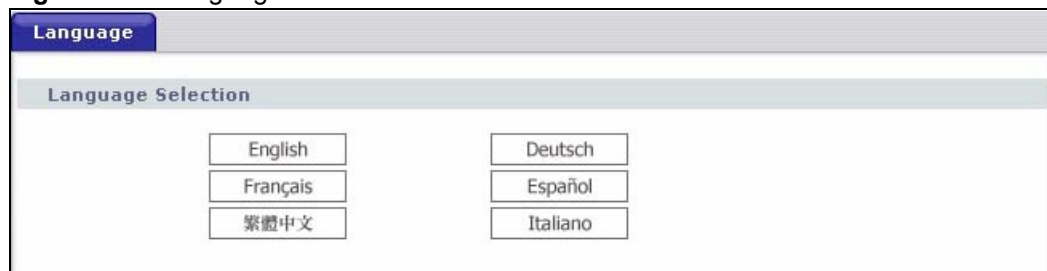 Language
Language Selection
English Deutsch
Français Español
繁體中文 Italiano